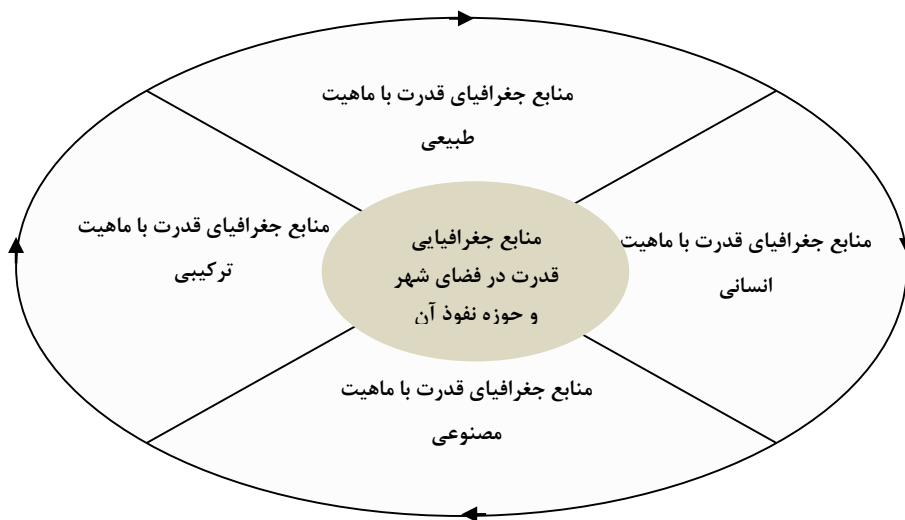 منابع جغرافیای قدرت با ماهیت
طبیعی
منابع جغرافیای قدرت با ماهیت
انسانی
منابع جغرافیایی
قدرت در فضای شهر
و حوزه نفوذ آن
منابع جغرافیای قدرت با ماهیت
ترکیبی
منابع جغرافیای قدرت با ماهیت
مصنوعی